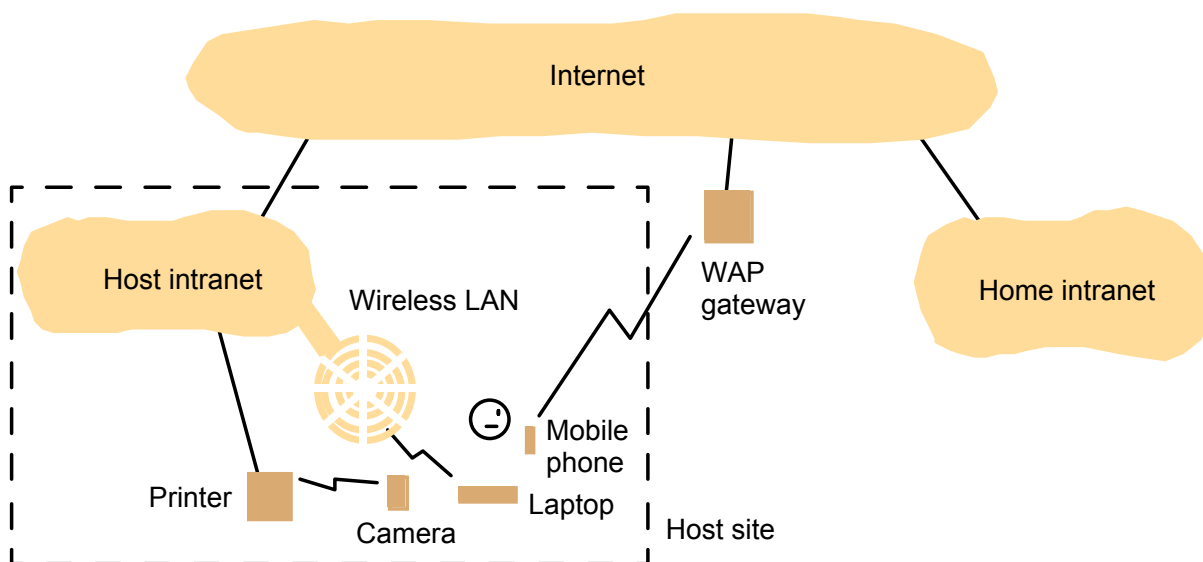 Internet
Host intranet
Wireless LAN
WAP
gateway
Home intranet
Mobile
phone
Printer
Camera
Laptop
Host site